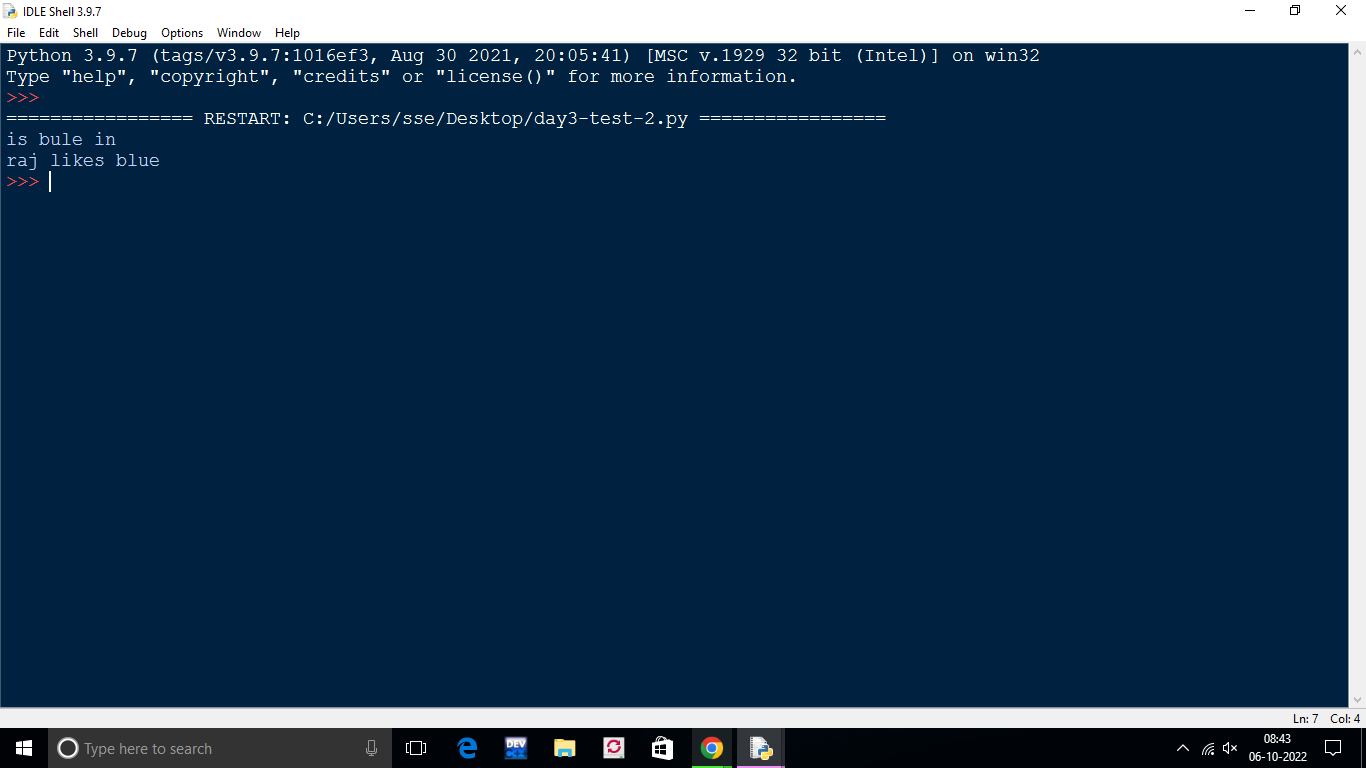 IDLE Shell 3.9.7
File Edit Shell Debug Options Window Help
Python 3.9.7 (tags/v3.9.7:1016ef3, Aug 30 2021, 20:05:41) [MSC v.1929 32 bit (Intel)] on win32
Type "help", "copyright", "credits" or "license()" for more information.
>>>
================= RESTART: C:/Users/sse/Desktop/day3-test-2.py =================
is bule in
raj likes blue
>>>
Ln: 7 Col: 4
Type here to search
DEV
C++
08:43
06-10-2022